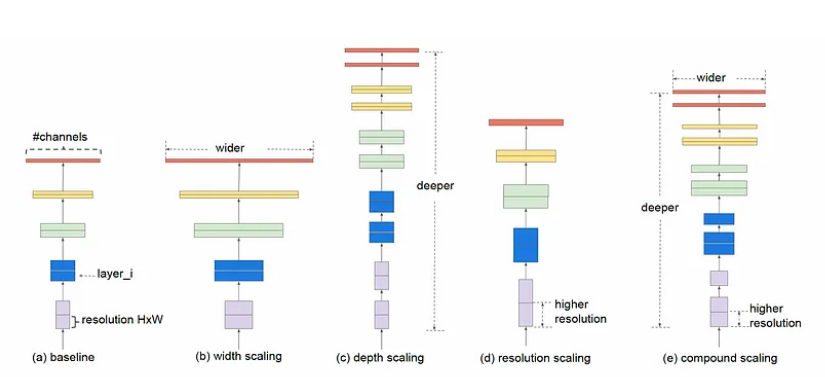 #channels
layer_i
resolution HxW
(a) baseline
wider
(b) width scaling
deeper
(c) depth scaling
higher
resolution
(d) resolution scaling
wider
deeper
higher
resolution
(e) compound scaling